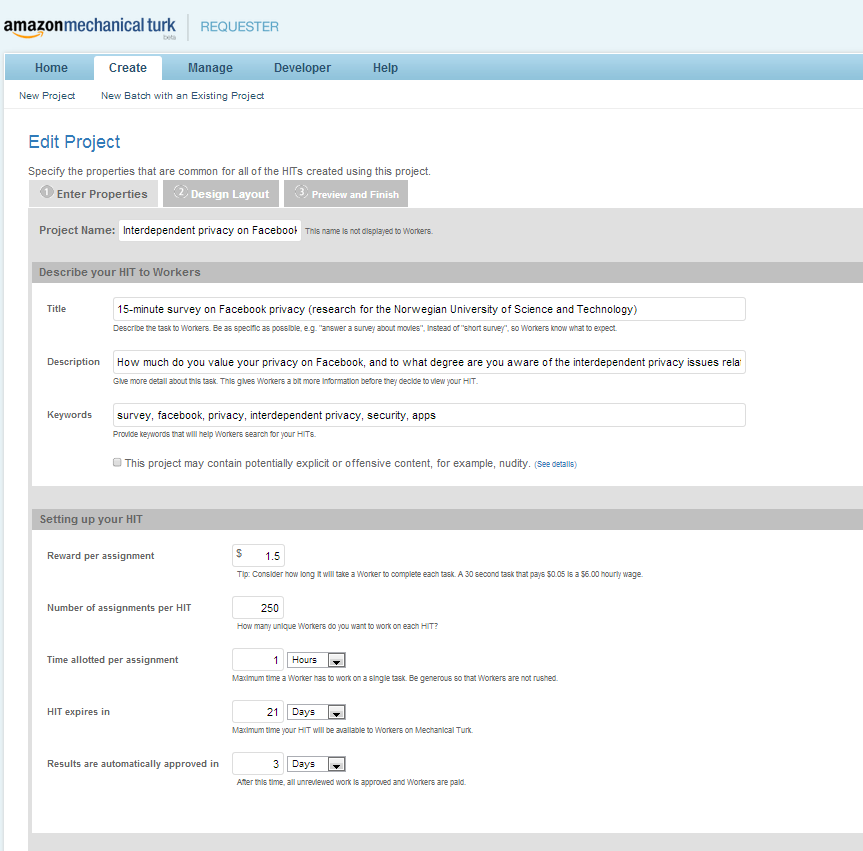 amazonmechanical turk
beta
REQUESTER
Home Create Manage Developer Help
New Project New Batch with an Existing Project
Edit Project
Specify the properties that are common for all of the HITs created using this project.
1 Enter Properties 2 Design Layout 3 Preview and Finish
Project Name: Interdependent privacy on Facebook This name is not displayed to Workers.
Describe your HIT to Workers
Title 15-minute survey on Facebook privacy (research for the Norwegian University of Science and Technology)
Describe the task to Workers. Be as specific as possible, e.g. "answer a survey about movies", instead of "short survey", so Workers know what to expect.
Description How much do you value your privacy on Facebook, and to what degree are you aware of the interdependent privacy issues rela
Give more detail about this task. This gives Workers a bit more information before they decide to view your HIT.
Keywords survey, facebook, privacy, interdependent privacy, security, apps
Provide keywords that will help Workers search for your HITs.
This project may contain potentially explicit or offensive content, for example, nudity. (See details)
Setting up your HIT
Reward per assignment $ 1.5
Tip: Consider how long it will take a Worker to complete each task. A 30 second task that pays $0.05 is a $6.00 hourly wage.
Number of assignments per HIT 250
How many unique Workers do you want to work on each HIT?
Time allotted per assignment 1 Hours
Maximum time a Worker has to work on a single task. Be generous so that Workers are not rushed.
HIT expires in 21 Days
Maximum time your HIT will be available to Workers on Mechanical Turk.
Results are automatically approved in 3 Days
After this time, all unreviewed work is approved and Workers are paid.